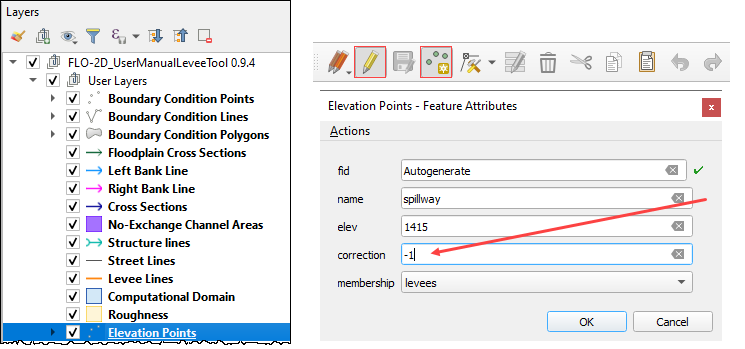 Layers
FLO-2D_UserManualLeveeTool 0.9.4
User Layers
Boundary Condition Points
Boundary Condition Lines
Boundary Condition Polygons
Floodplain Cross Sections
Left Bank Line
Right Bank Line
Cross Sections
No-Exchange Channel Areas
Structure lines
Street Lines
Levee Lines
Computational Domain
Roughness
Elevation Points
Elevation Points - Feature Attributes
Actions
fid Autogenerate
name spillway
elev 1415
correction -1
membership levees
OK Cancel